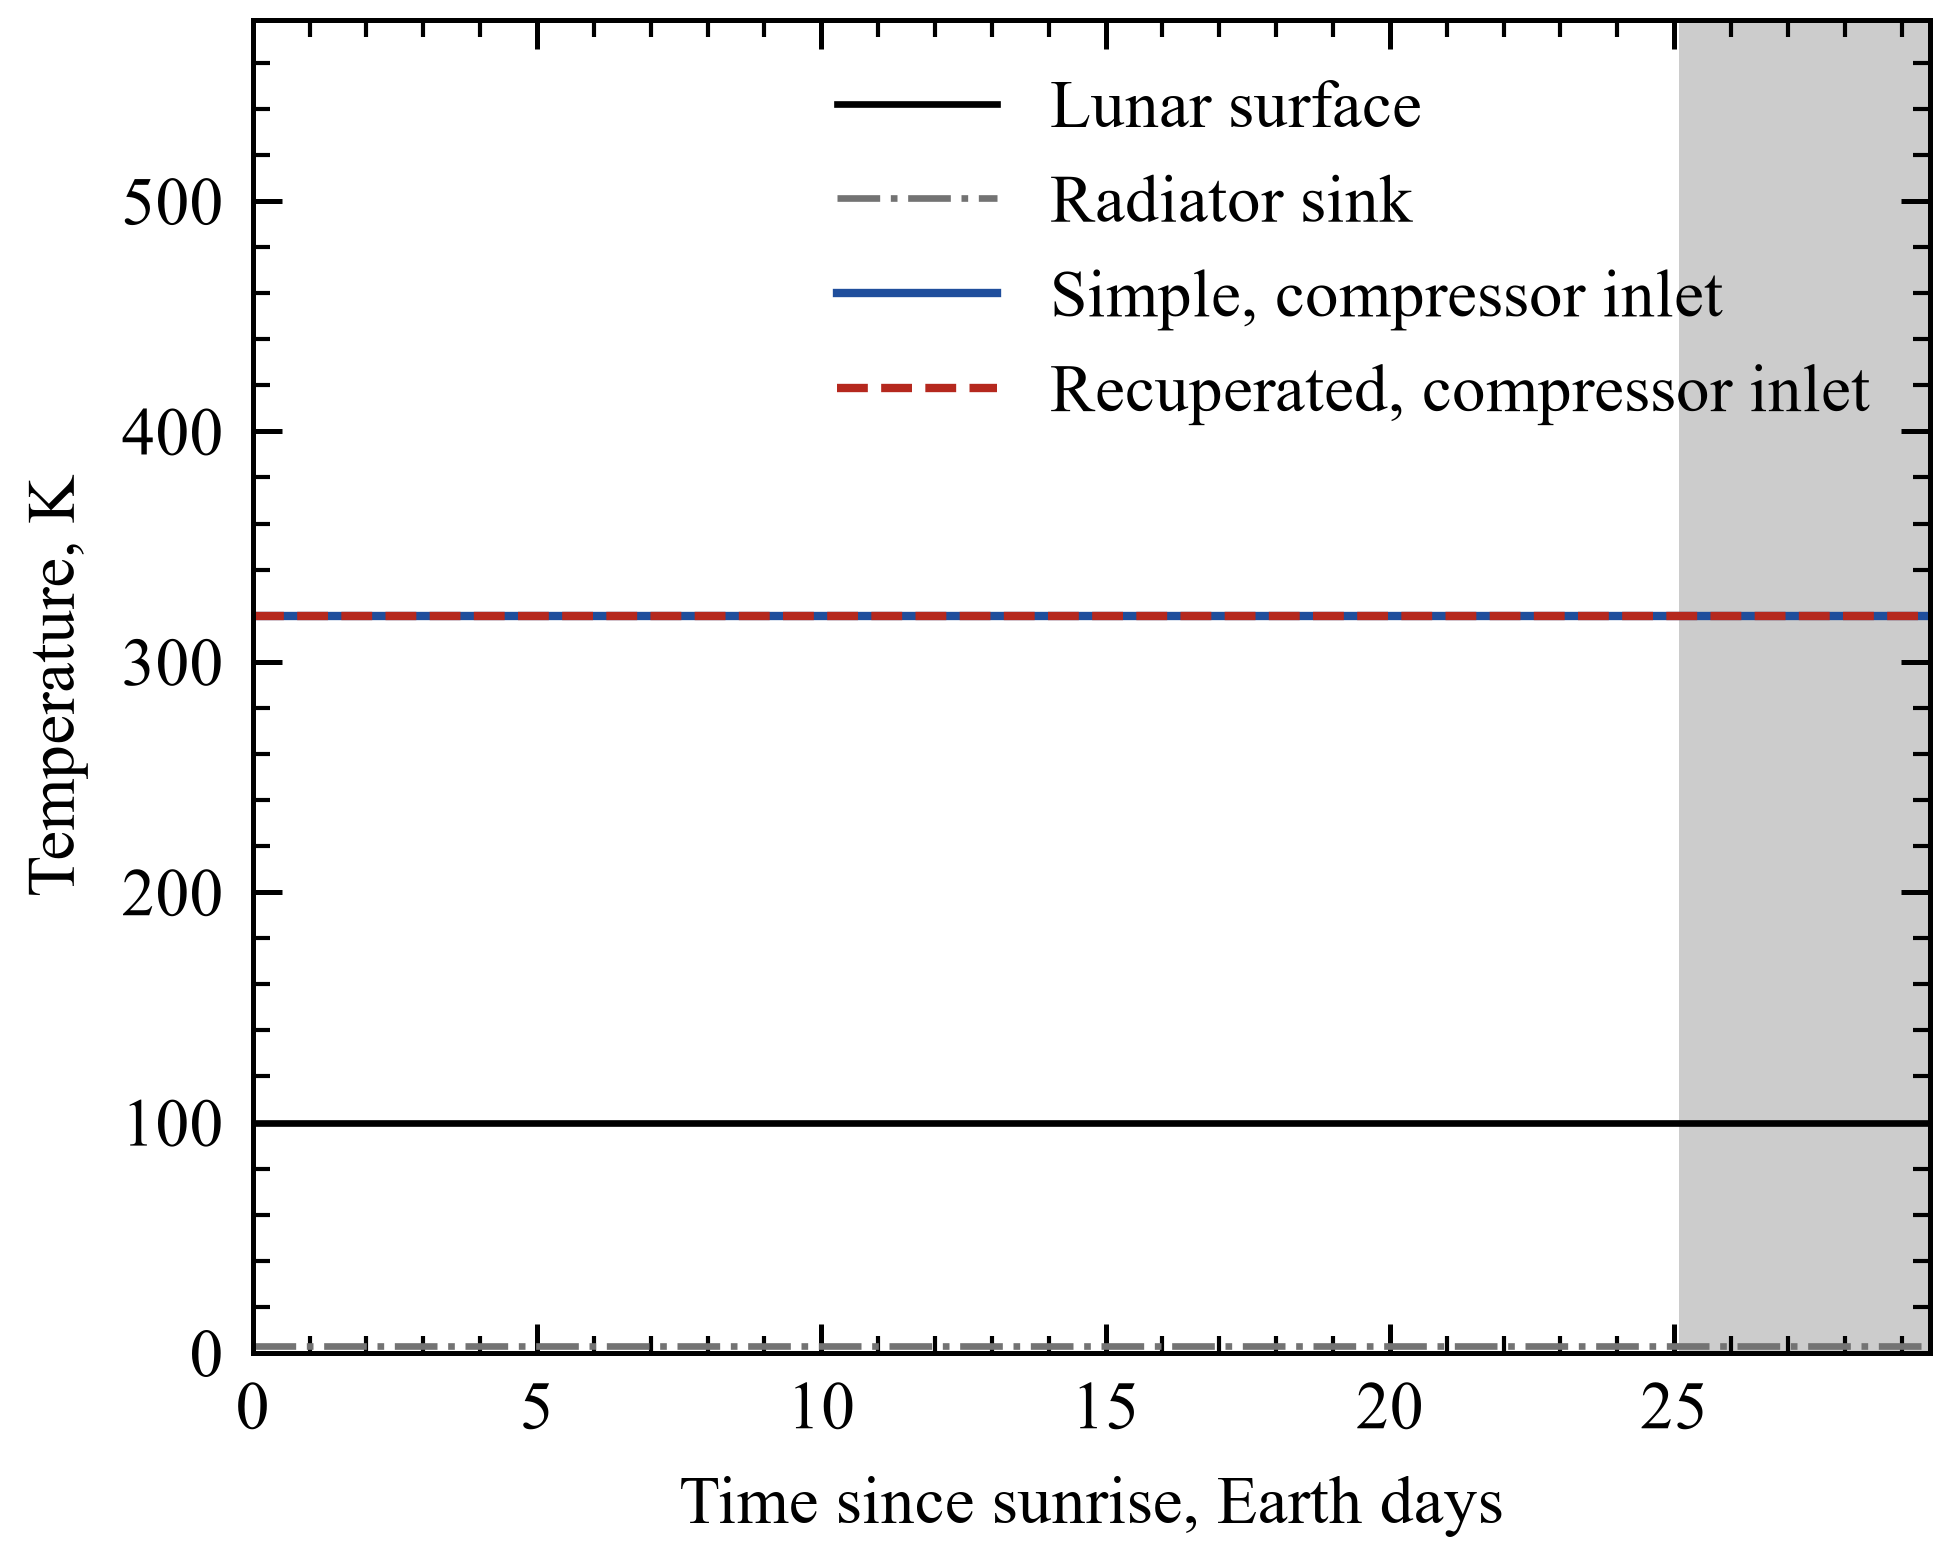 Lunar surface
Radiator sink
Simple, compressor inlet
Recuperated, compressor inlet
500
400
300
200
100
0
Temperature, K
0 5 10 15 20 25
Time since sunrise, Earth days